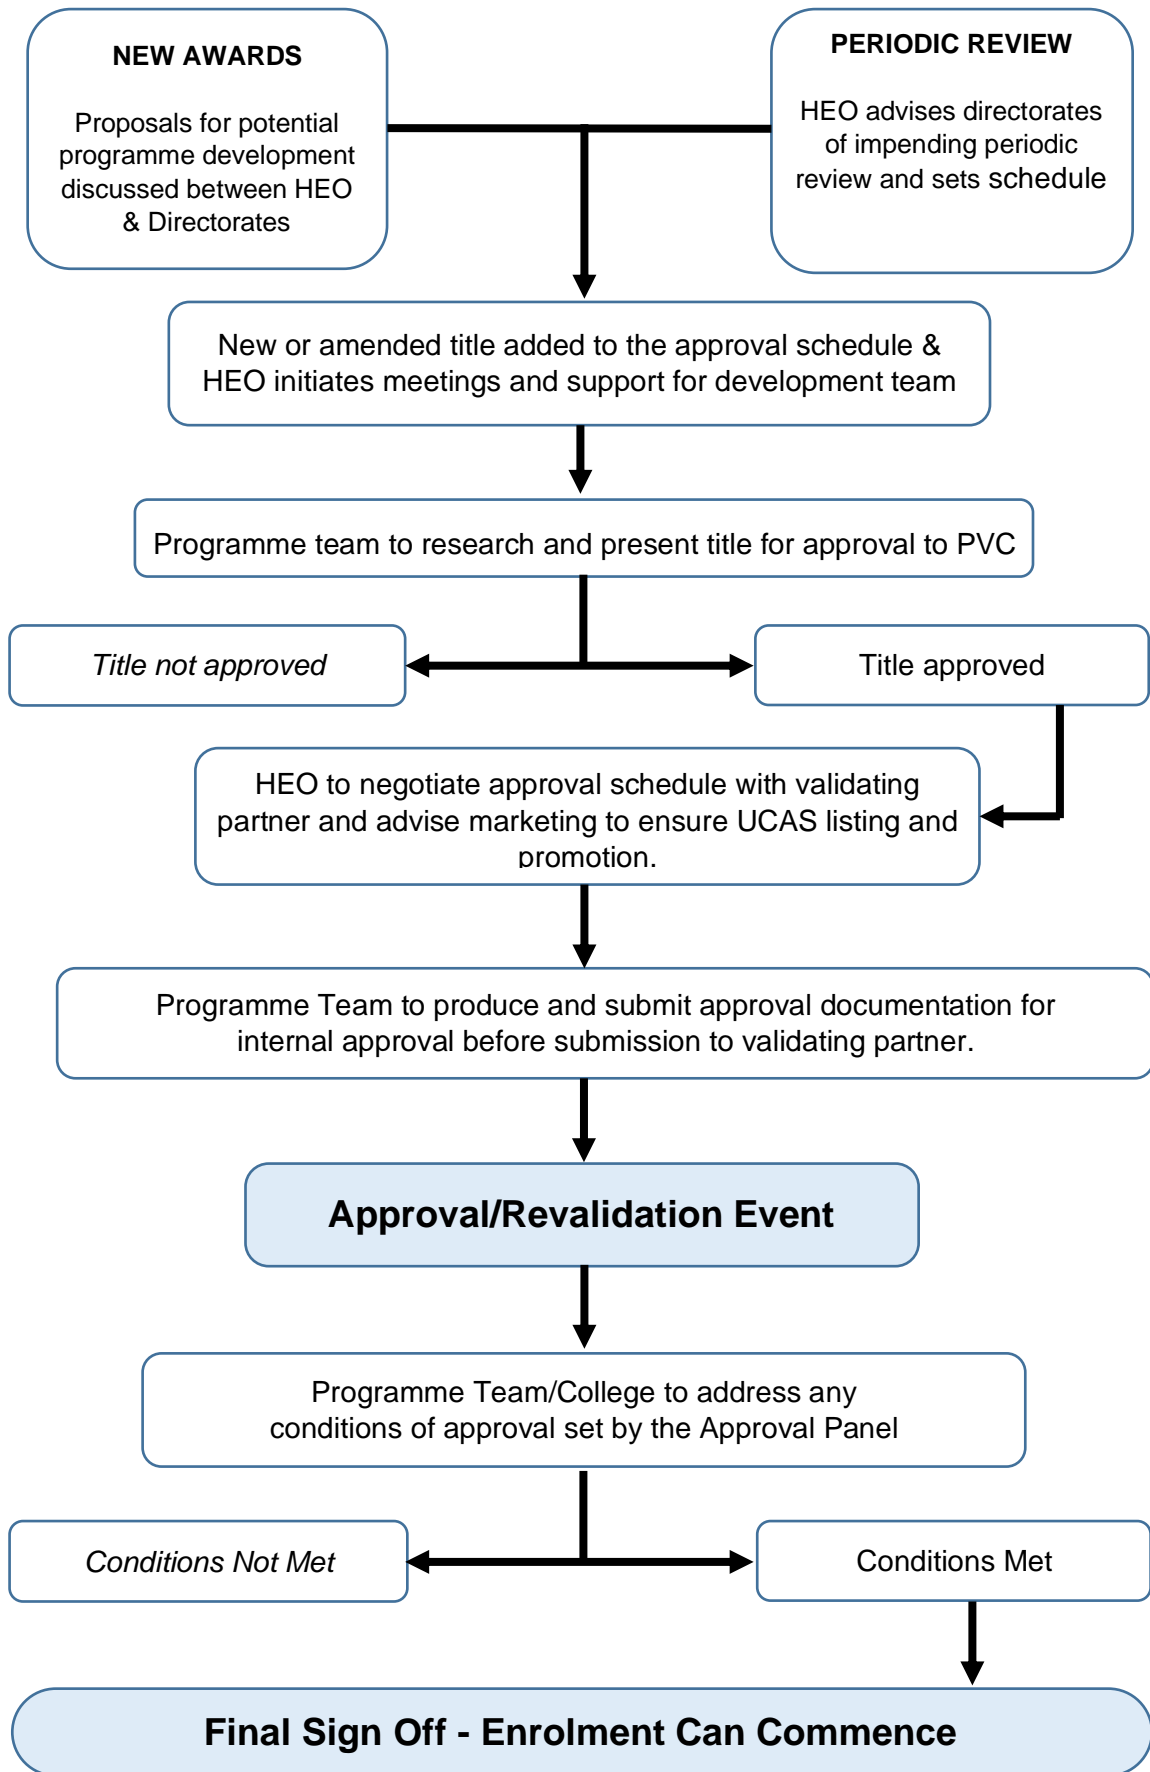 NEW AWARDS
Proposals for potential
programme development
discussed between HEO
& Directorates
PERIODIC REVIEW
HEO advises directorates
of impending periodic
review and sets schedule
New or amended title added to the approval schedule &
HEO initiates meetings and support for development team
Programme team to research and present title for approval to PVC
Title not approved
Title approved
HEO to negotiate approval schedule with validating
partner and advise marketing to ensure UCAS listing and
promotion.
Programme Team to produce and submit approval documentation for
internal approval before submission to validating partner.
Approval/Revalidation Event
Programme Team/College to address any
conditions of approval set by the Approval Panel
Conditions Not Met
Conditions Met
Final Sign Off - Enrolment Can Commence